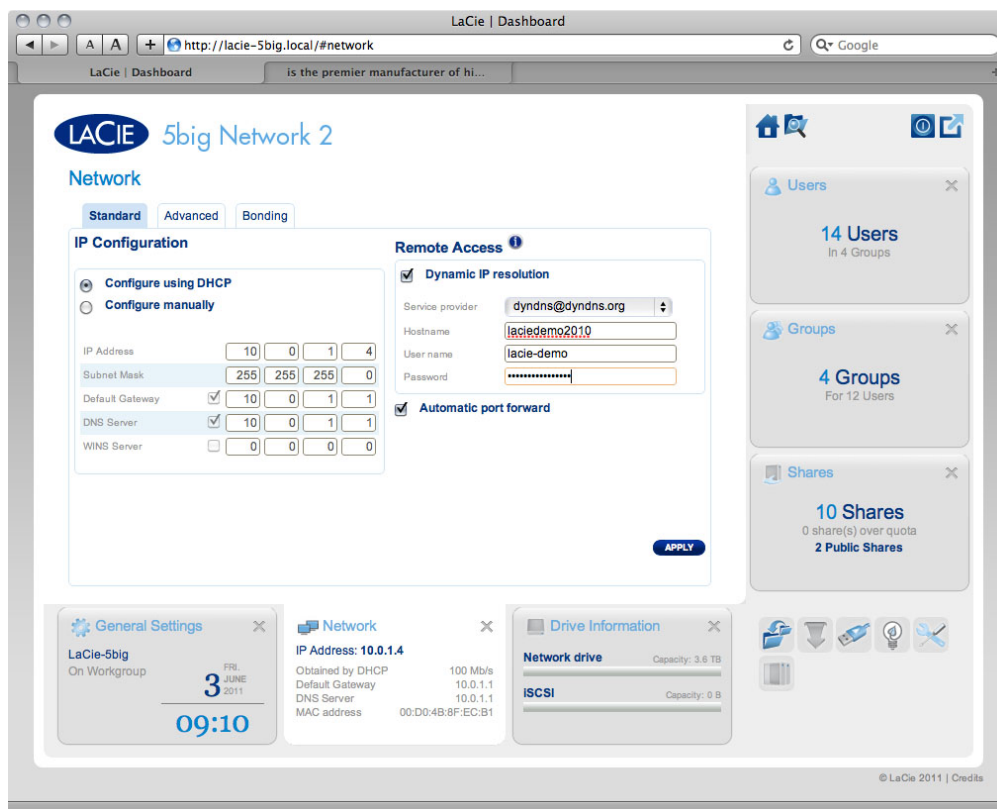 LaCie | Dashboard
A A + http://lacie-5big.local/#network Google
LaCie | Dashboard
is the premier manufacturer of hi...
LACIE 5big Network 2
Network
Standard Advanced Bonding
IP Configuration
Configure using DHCP
Configure manually
IP Address 10 0 1 4
Subnet Mask 255 255 255 0
Default Gateway 10 0 1 1
DNS Server 10 0 1 1
WINS Server 0 0 0 0
Remote Access i
Dynamic IP resolution
Service provider dyndns@dyndns.org
Hostname laciedemo2010
User name lacie-demo
Password ••••••••••••••••
Automatic port forward
APPLY
Users
14 Users
In 4 Groups
Groups
4 Groups
For 12 Users
Shares
10 Shares
0 share(s) over quota
2 Public Shares
General Settings
LaCie-5big
On Workgroup
3 FRI.
JUNE
2011
09:10
Network
IP Address: 10.0.1.4
Obtained by DHCP 100 Mb/s
Default Gateway 10.0.1.1
DNS Server 10.0.1.1
MAC address 00:D0:4B:8F:EC:B1
Drive Information
Network drive Capacity: 3.6 TB
iSCSI Capacity: 0 B
© LaCie 2011 | Credits